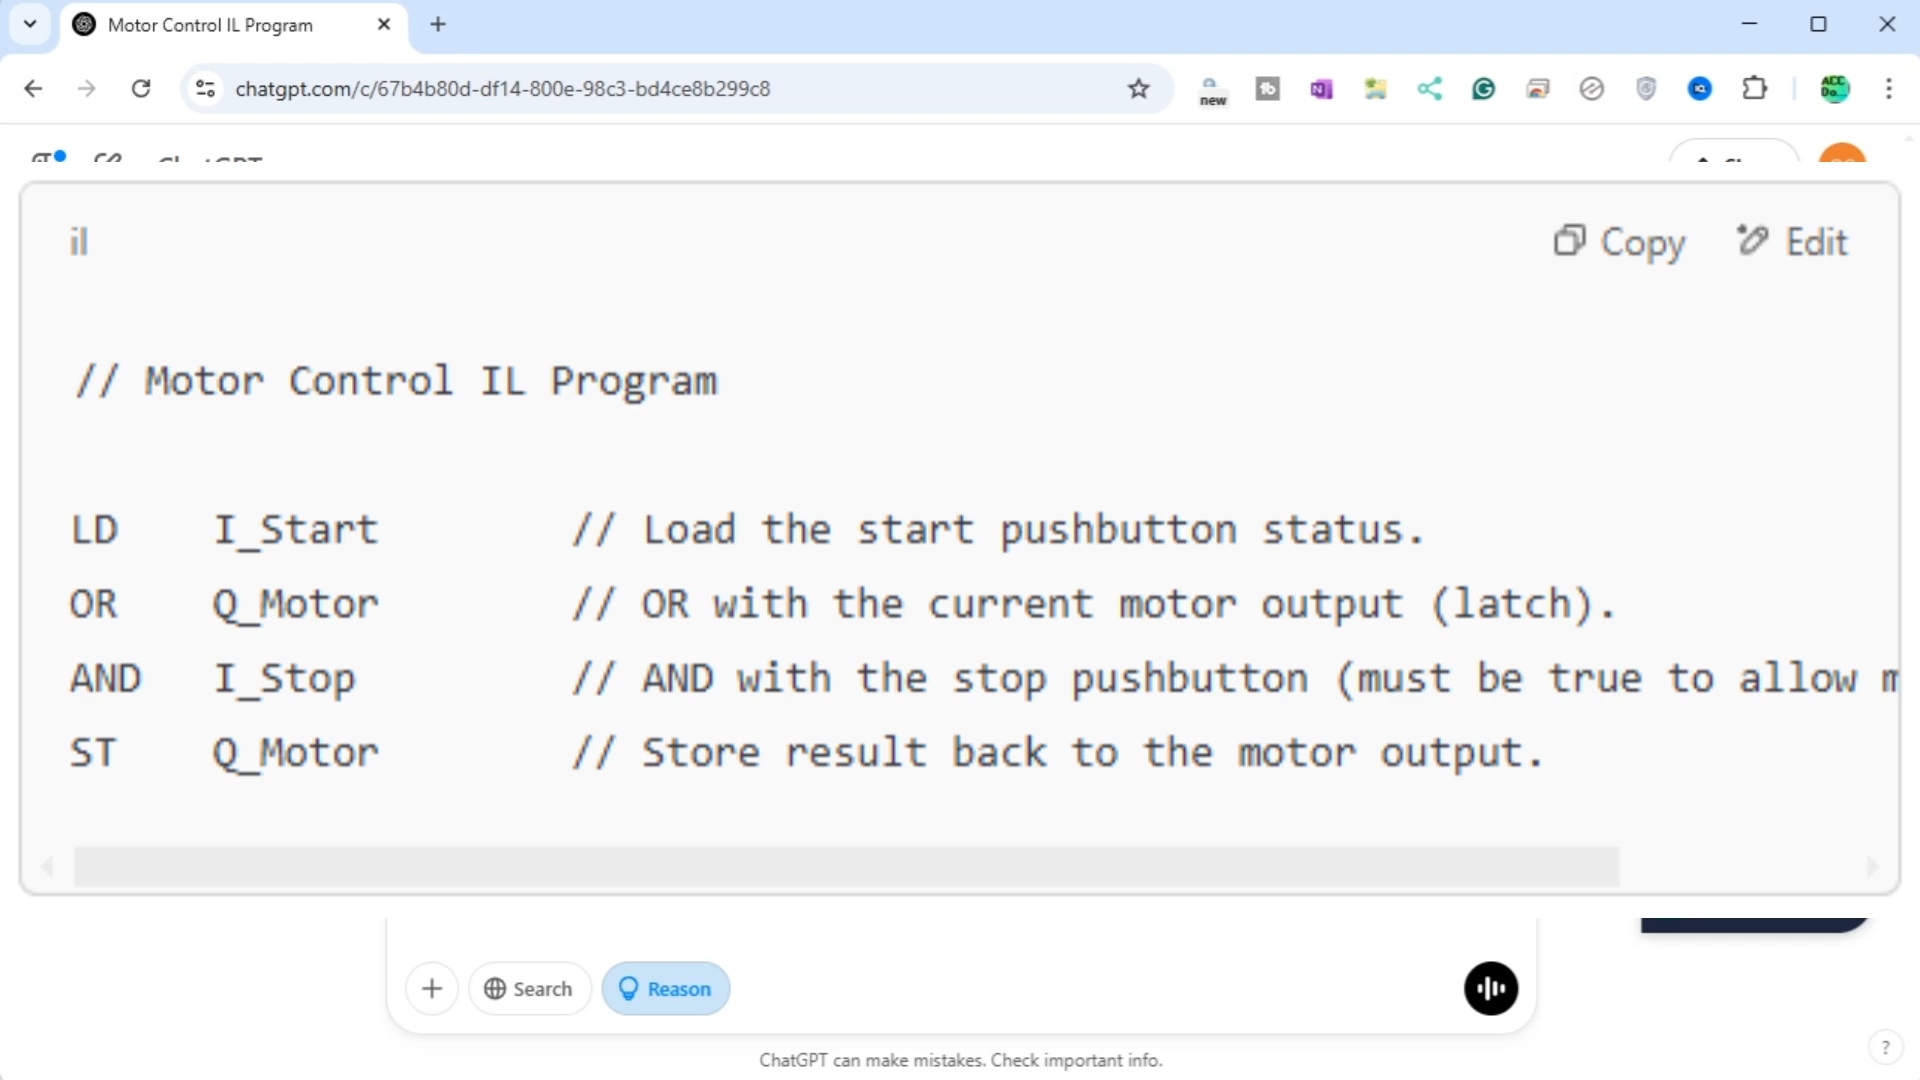 Motor Control IL Program
chatgpt.com/c/67b4b80d-df14-800e-98c3-bd4ce8b299c8
new
ACC
Do...
ChatGPT
il
Copy
Edit
// Motor Control IL Program
LD I_Start // Load the start pushbutton status.
OR Q_Motor // OR with the current motor output (latch).
AND I_Stop // AND with the stop pushbutton (must be true to allow m
ST Q_Motor // Store result back to the motor output.
Search
Reason
ChatGPT can make mistakes. Check important info.
?